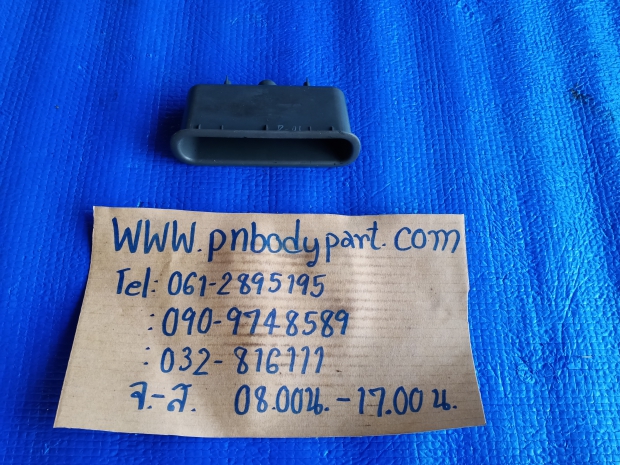 WWW.pnbodypart.com
Tel: 061-2895195
: 090-9748589
: 032-816111
จ.-ส. 08.00น.-17.00น.